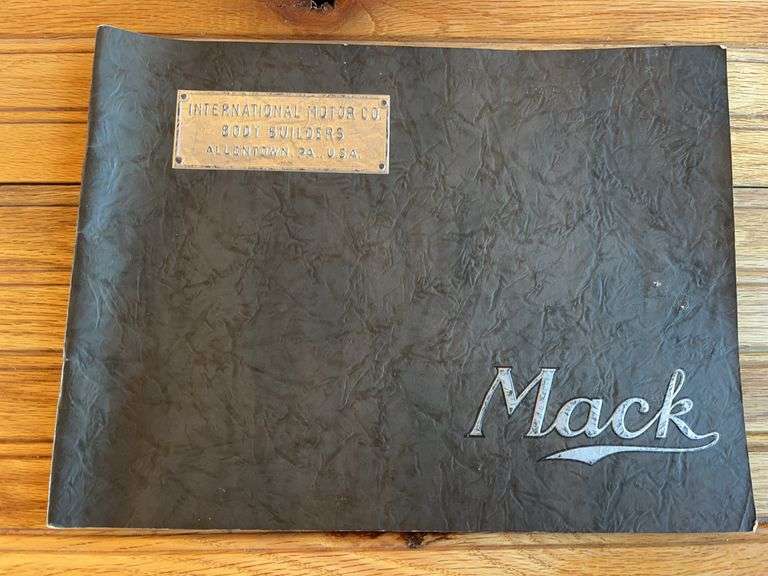 INTERNATIONAL MOTOR CO.
BODY BUILDERS
ALLENTOWN, PA. U.S.A.
Mack